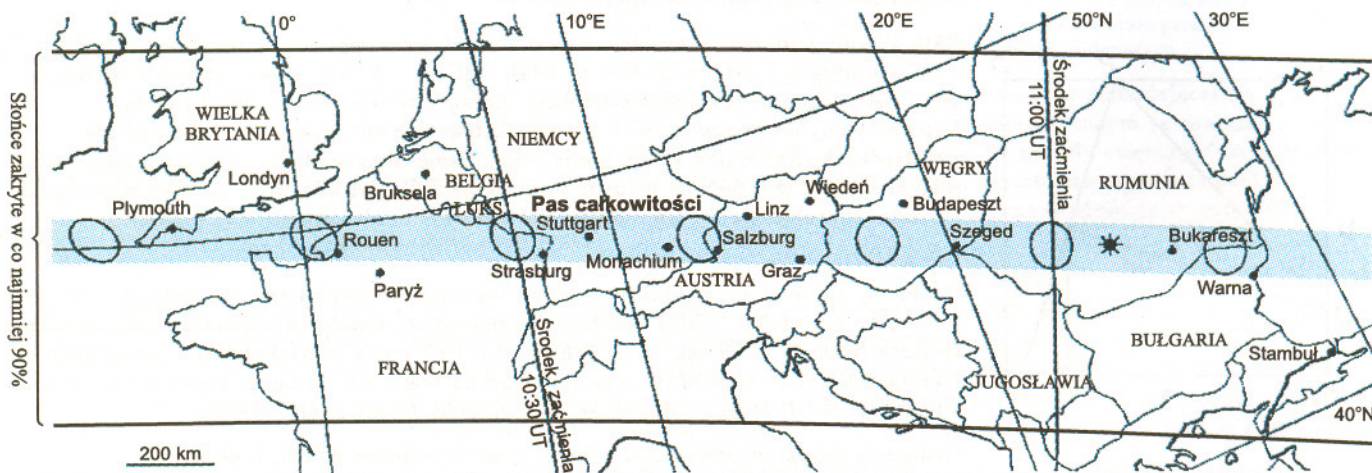 0°
10°E
20°E
50°N
30°E
Słońce zakryte w co najmniej 90%
WIELKA
BRYTANIA
NIEMCY
Środek zaćmienia
11:00 UT
Londyn
Bruksela
BELGIA
WĘGRY
RUMUNIA
Plymouth
LUKS
Pas całkowitości
Wiedeń
Linz
Budapeszt
Stuttgart
Rouen
Salzburg
Szeged
Bukareszt
Strasburg
Monachium
Paryż
Graz
AUSTRIA
Warna
Środek zaćmienia
10:30 UT
FRANCJA
BUŁGARIA
Stambuł
JUGOSŁAWIA
40°N
200 km